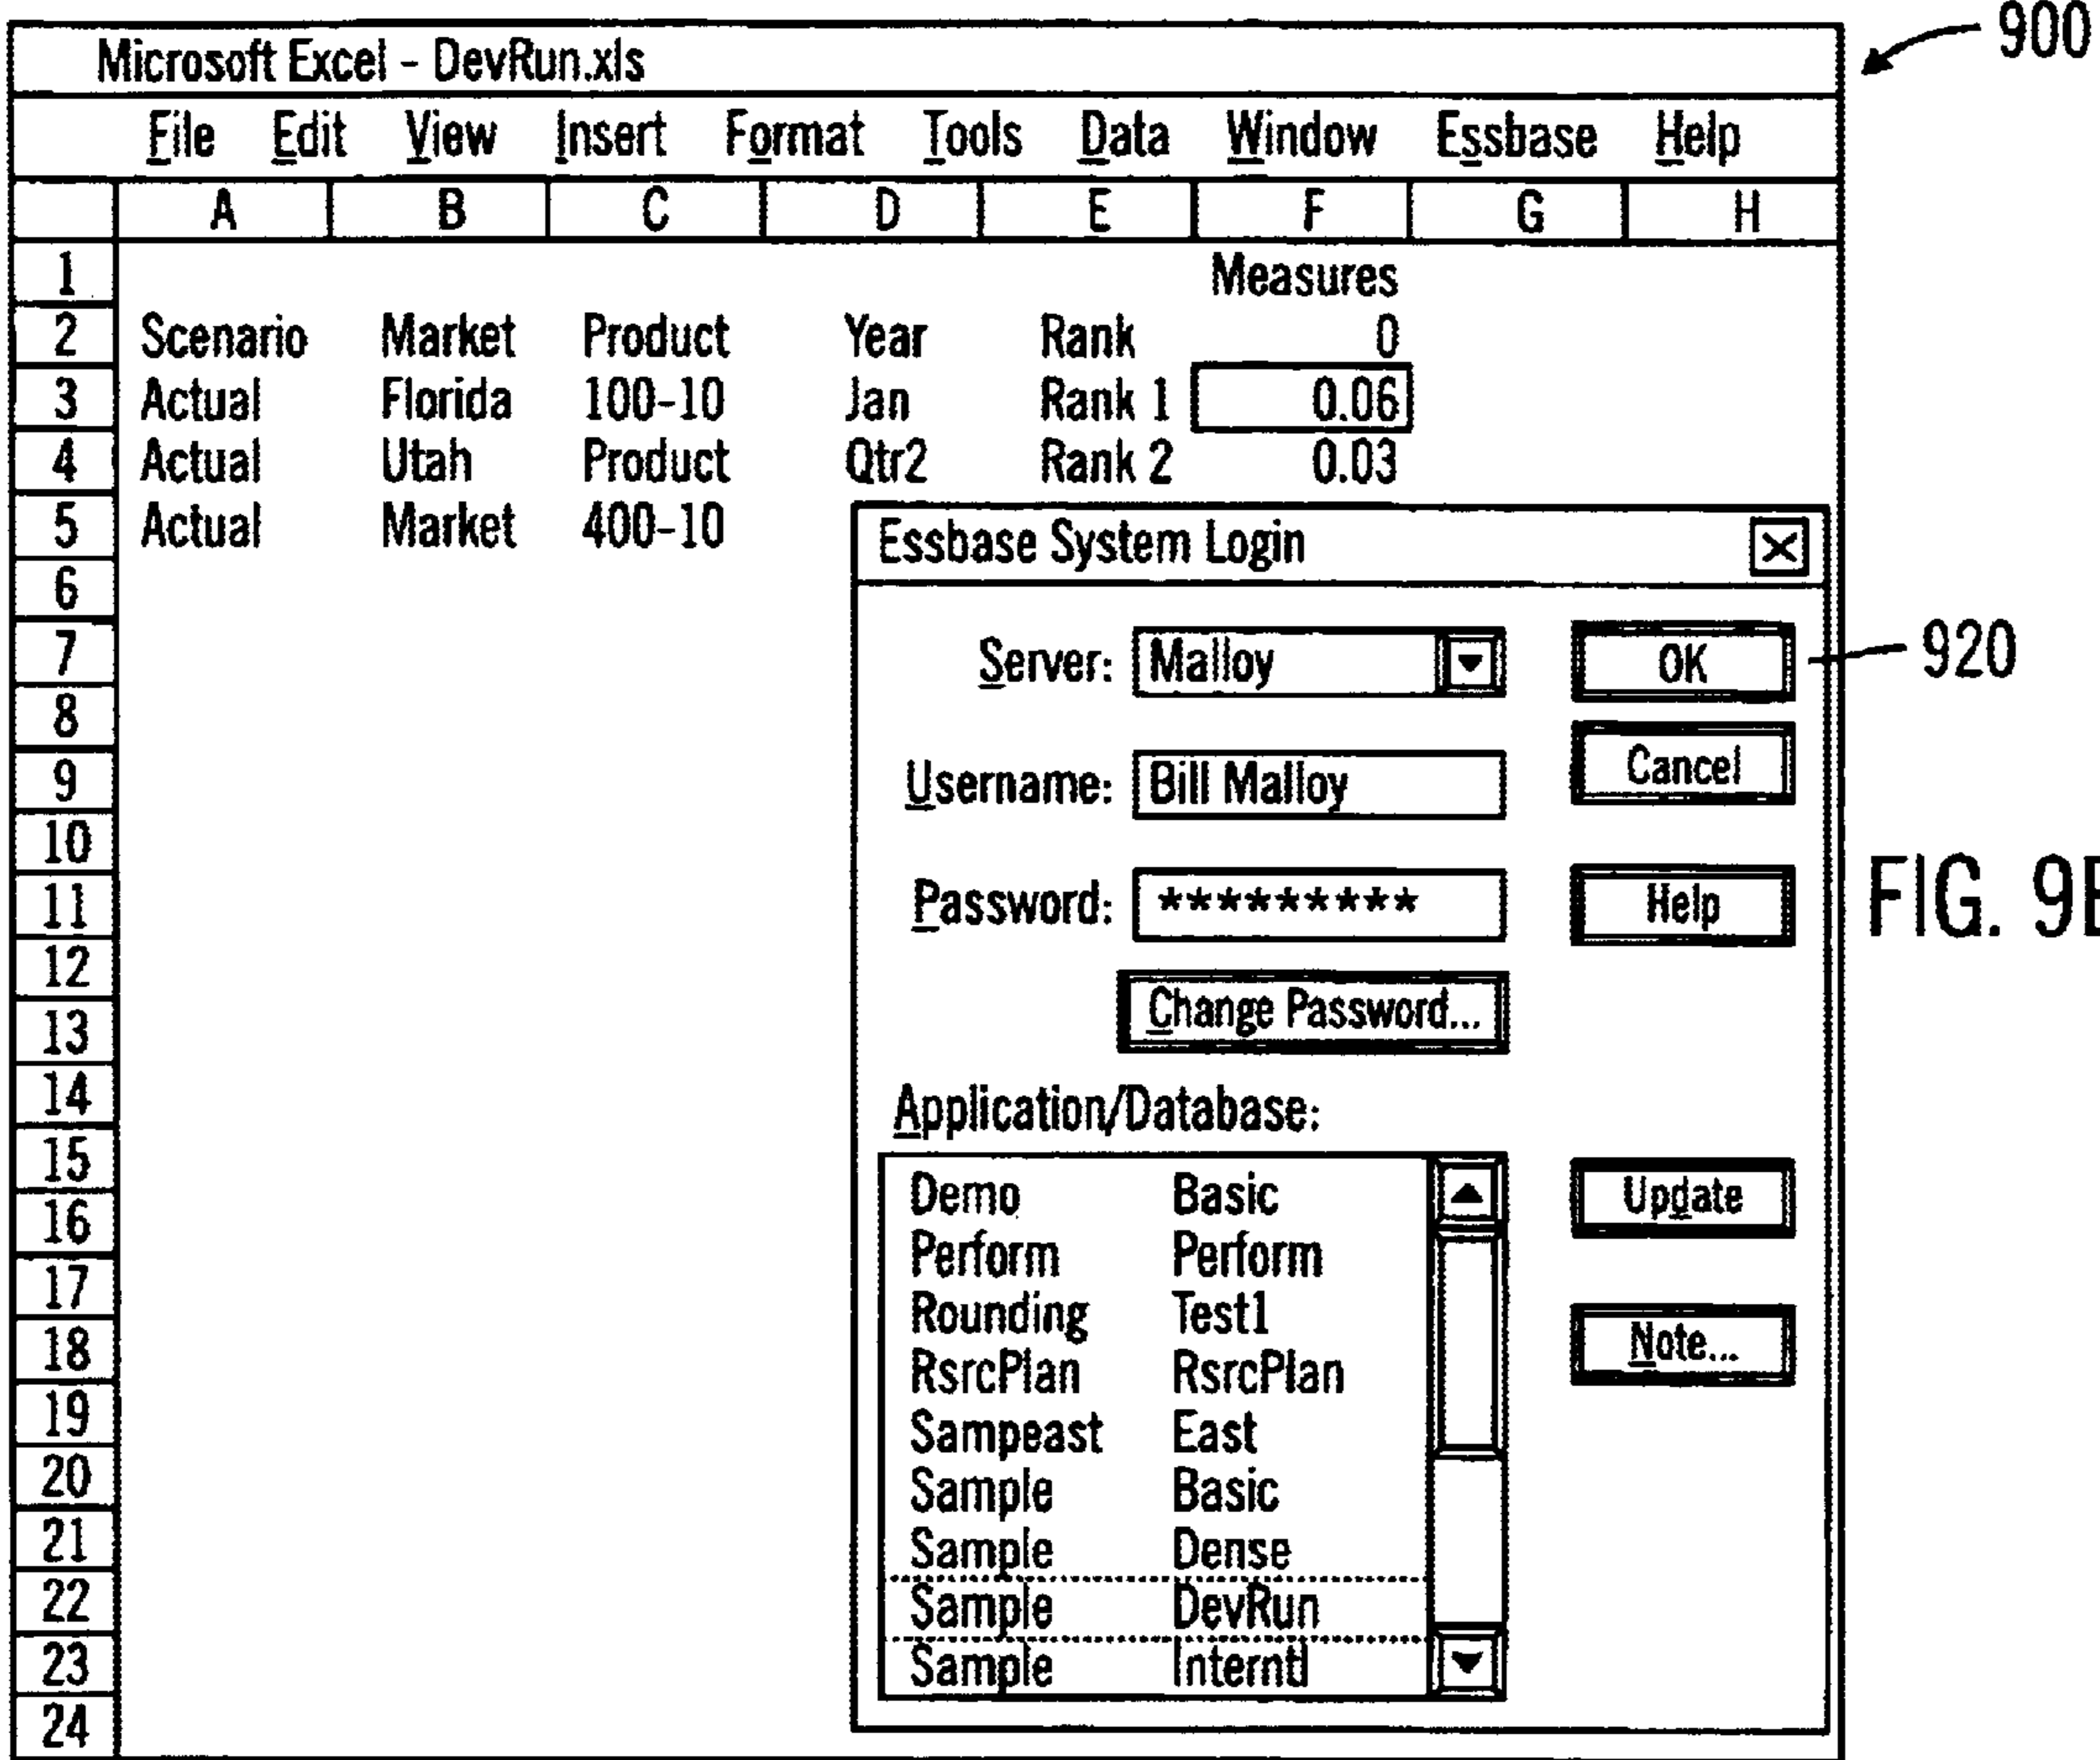 900
Microsoft Excel - DevRun.xls
File Edit View Insert Format Tools Data Window Essbase Help
A B C D E F G H
1 Measures
2 Scenario Market Product Year Rank 0
3 Actual Florida 100-10 Jan Rank 1 0.06
4 Actual Utah Product Qtr2 Rank 2 0.03
5 Actual Market 400-10
6
7
8
9
10
11
12
13
14
15
16
17
18
19
20
21
22
23
24
Essbase System Login
Server: Malloy OK
920
Username: Bill Malloy Cancel
Password: ********* Help
Change Password...
Application/Database:
Demo Basic
Perform Perform
Rounding Test1
RsrcPlan RsrcPlan
Sampeast East
Sample Basic
Sample Dense
Sample DevRun
Sample Interntl
Update
Note...
FIG.